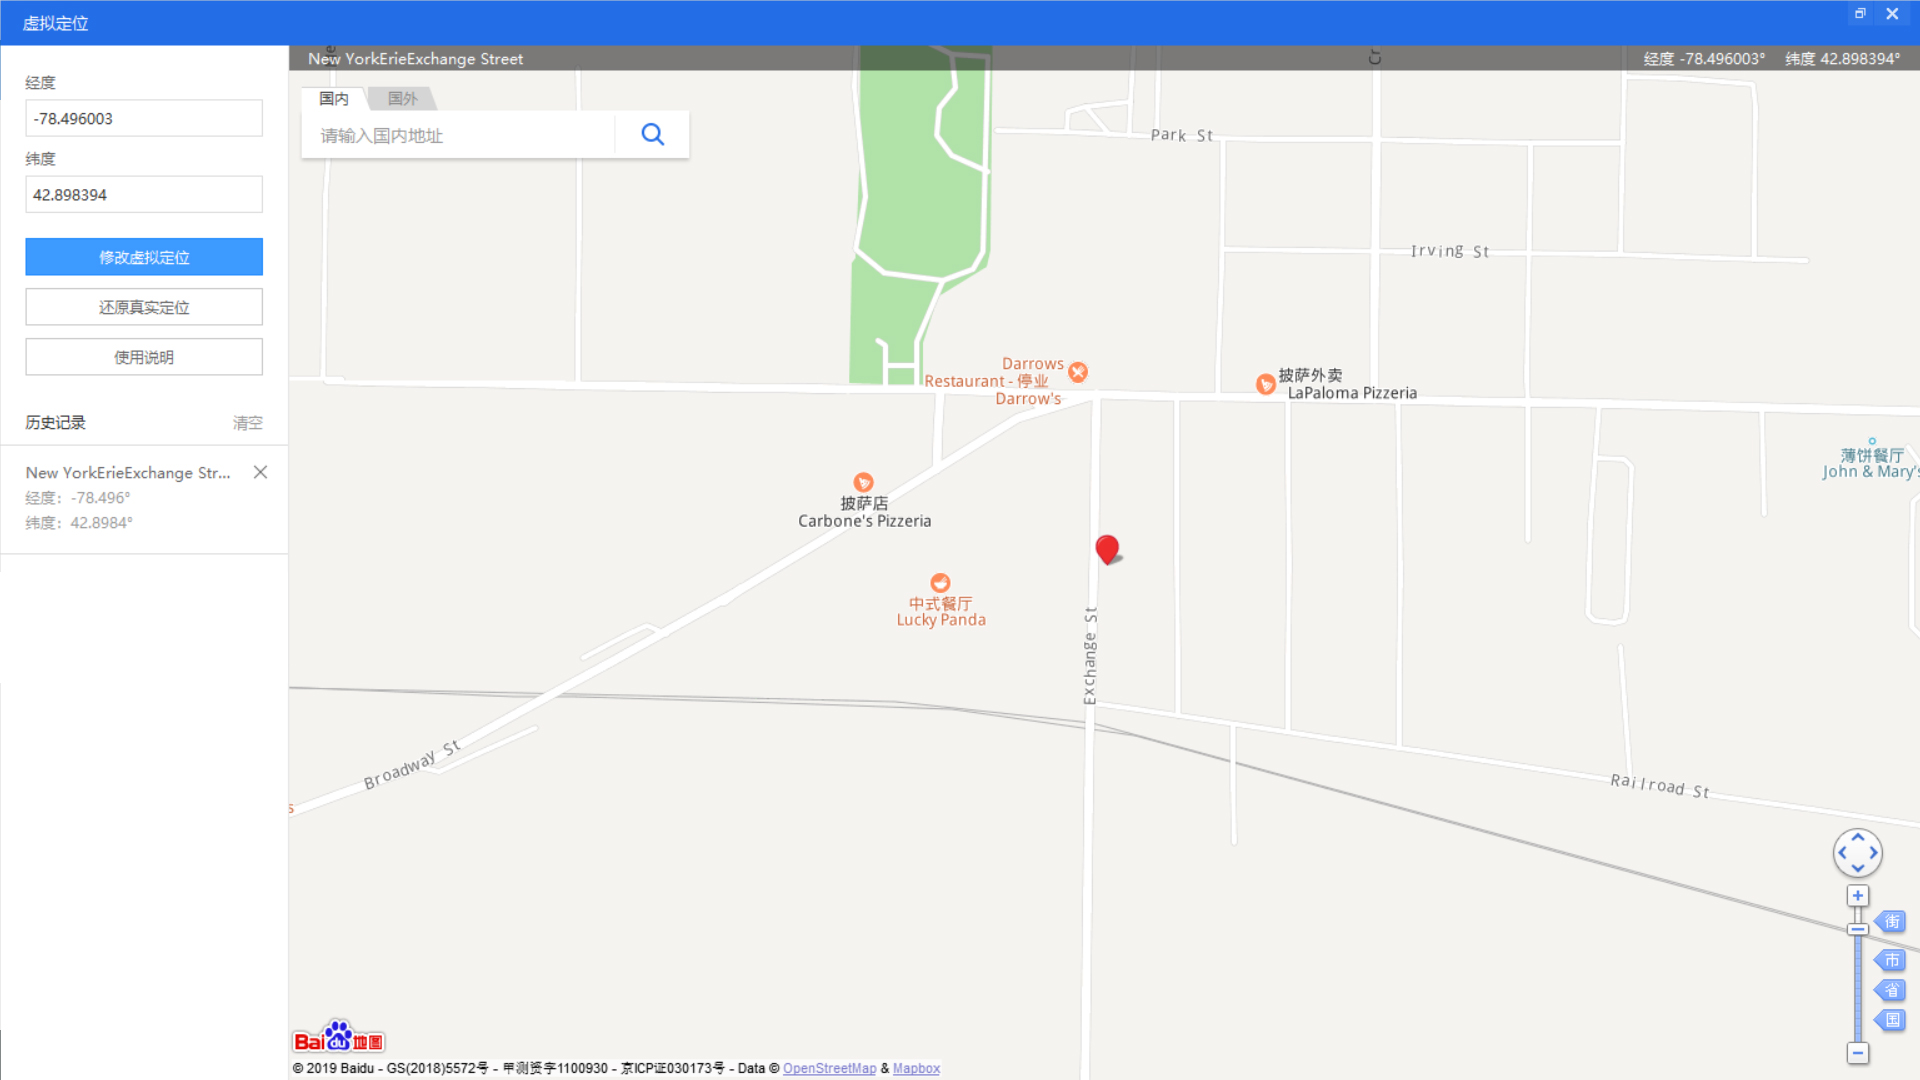 虚拟定位
New YorkErieExchange Street
经度 -78.496003° 纬度 42.898394°
经度
-78.496003
纬度
42.898394
修改虚拟定位
还原真实定位
使用说明
历史记录 清空
New YorkErieExchange Str...
经度：-78.496°
纬度：42.8984°
国内 国外
请输入国内地址
Cr
Park St
Irving St
Darrows
Restaurant - 停业
Darrow's
披萨外卖
LaPaloma Pizzeria
薄饼餐厅
John & Mary's
披萨店
Carbone's Pizzeria
中式餐厅
Lucky Panda
Exchange St
Broadway St
s
Railroad St
街
市
省
国
Baidu地图
© 2019 Baidu - GS(2018)5572号 - 甲测资字1100930 - 京ICP证030173号 - Data © OpenStreetMap & Mapbox